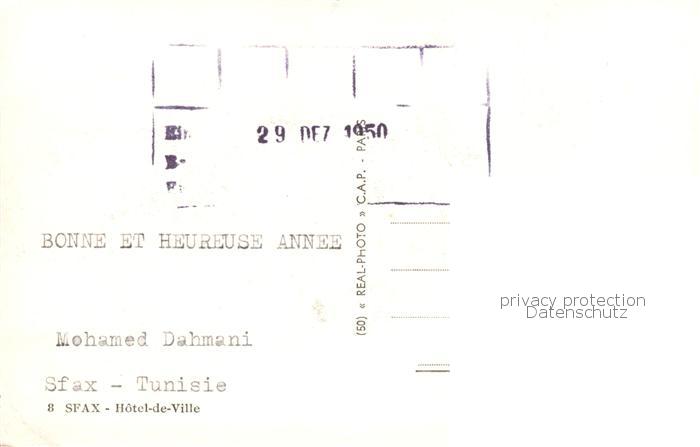 29 DEZ 1950
BONNE ET HEUREUSE ANNEE
(50) « REAL-PHOTO » C.A.P. - PARIS
privacy protection
Datenschutz
Mohamed Dahmani
Sfax - Tunisie
8 SFAX - Hôtel-de-Ville